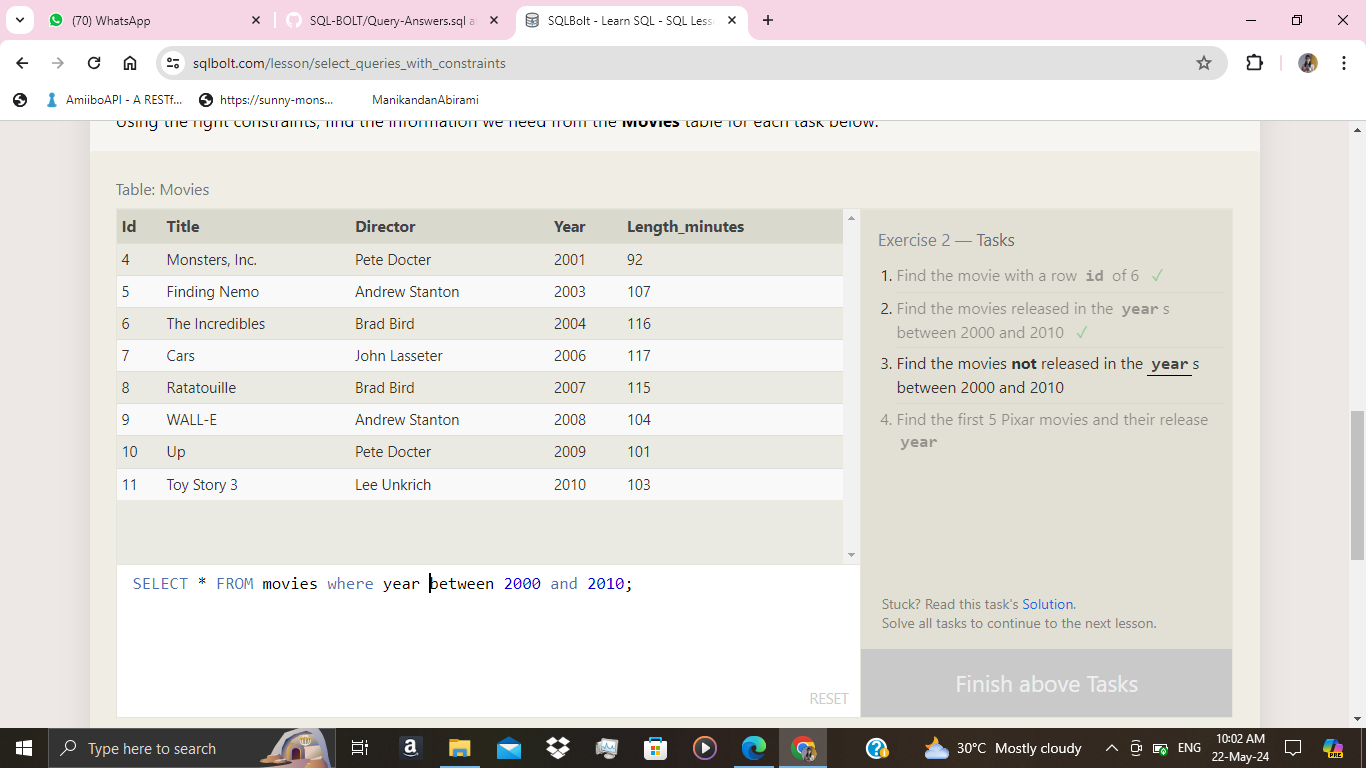 (70) WhatsApp
SQL-BOLT/Query-Answers.sql a
SQLBolt - Learn SQL - SQL Less
sqlbolt.com/lesson/select_queries_with_constraints
AmiiboAPI - A RESTf...
https://sunny-mons...
ManikandanAbirami
Using the right constraints, find the information we need from the Movies table for each task below.
Table: Movies
Id Title Director Year Length_minutes
4 Monsters, Inc. Pete Docter 2001 92
5 Finding Nemo Andrew Stanton 2003 107
6 The Incredibles Brad Bird 2004 116
7 Cars John Lasseter 2006 117
8 Ratatouille Brad Bird 2007 115
9 WALL-E Andrew Stanton 2008 104
10 Up Pete Docter 2009 101
11 Toy Story 3 Lee Unkrich 2010 103
SELECT * FROM movies where year between 2000 and 2010;
RESET
Exercise 2 — Tasks
1. Find the movie with a row id of 6 ✓
2. Find the movies released in the year s
between 2000 and 2010 ✓
3. Find the movies not released in the year s
between 2000 and 2010
4. Find the first 5 Pixar movies and their release
year
Stuck? Read this task's Solution.
Solve all tasks to continue to the next lesson.
Finish above Tasks
Type here to search
30°C Mostly cloudy
ENG
10:02 AM
22-May-24
PRE